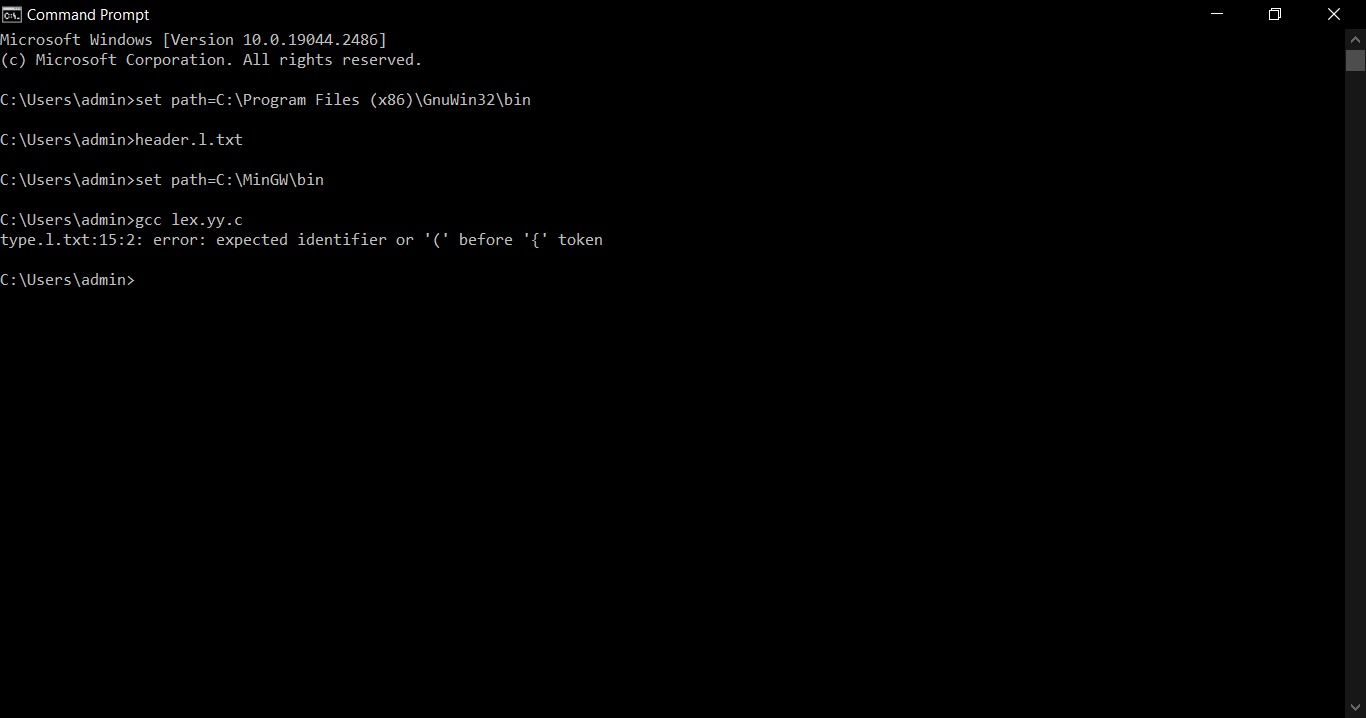 Command Prompt
Microsoft Windows [Version 10.0.19044.2486]
(c) Microsoft Corporation. All rights reserved.
C:\Users\admin>set path=C:\Program Files (x86)\GnuWin32\bin
C:\Users\admin>header.l.txt
C:\Users\admin>set path=C:\MinGW\bin
C:\Users\admin>gcc lex.yy.c
type.l.txt:15:2: error: expected identifier or '(' before '{' token
C:\Users\admin>